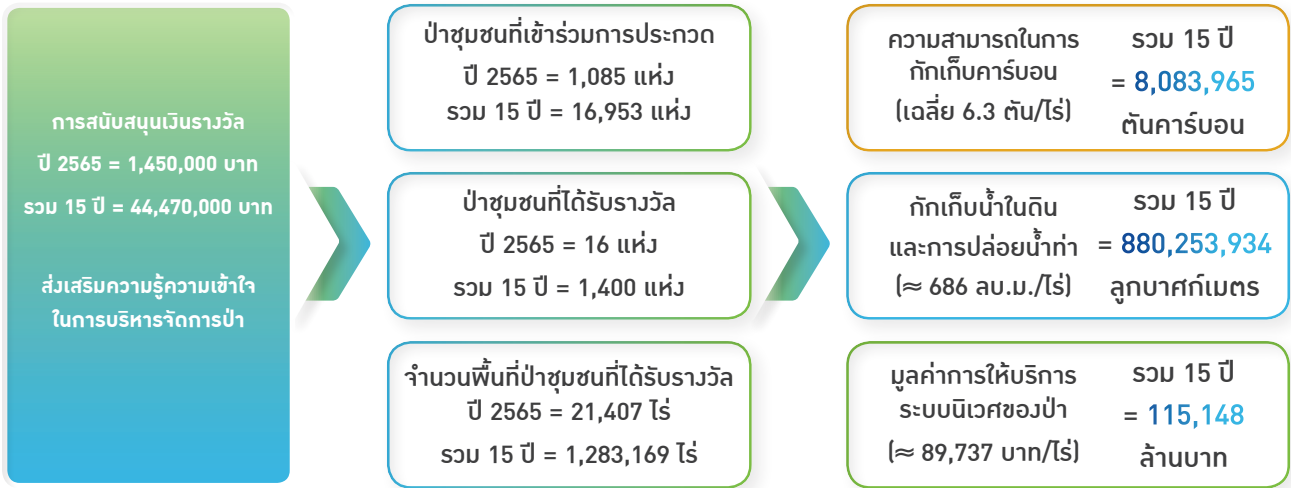 การสนับสนุนเงินรางวัล
ปี 2565 = 1,450,000 บาท
รวม 15 ปี = 44,470,000 บาท
ส่งเสริมความรู้ความเข้าใจ
ในการบริหารจัดการป่า
ป่าชุมชนที่เข้าร่วมการประกวด
ปี 2565 = 1,085 แห่ง
รวม 15 ปี = 16,953 แห่ง
ป่าชุมชนที่ได้รับรางวัล
ปี 2565 = 16 แห่ง
รวม 15 ปี = 1,400 แห่ง
จำนวนพื้นที่ป่าชุมชนที่ได้รับรางวัล
ปี 2565 = 21,407 ไร่
รวม 15 ปี = 1,283,169 ไร่
ความสามารถในการ
กักเก็บคาร์บอน
(เฉลี่ย 6.3 ตัน/ไร่)
รวม 15 ปี
= 8,083,965
ตันคาร์บอน
กักเก็บน้ำในดิน
และการปล่อยน้ำท่า
(≈ 686 ลบ.ม./ไร่)
รวม 15 ปี
= 880,253,934
ลูกบาศก์เมตร
มูลค่าการให้บริการ
ระบบนิเวศของป่า
(≈ 89,737 บาท/ไร่)
รวม 15 ปี
= 115,148
ล้านบาท